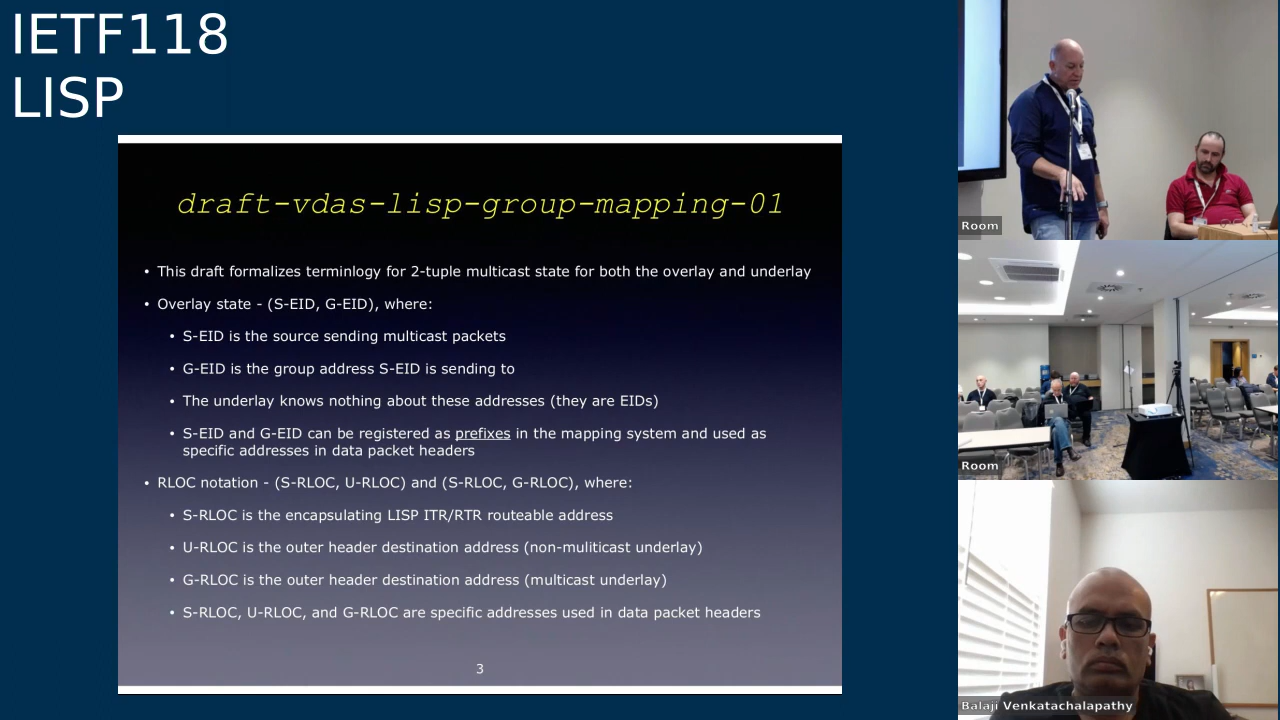 IETF118
LISP
draft-vdas-lisp-group-mapping-01
• This draft formalizes terminlogy for 2-tuple multicast state for both the overlay and underlay
• Overlay state - (S-EID, G-EID), where:
• S-EID is the source sending multicast packets
• G-EID is the group address S-EID is sending to
• The underlay knows nothing about these addresses (they are EIDs)
• S-EID and G-EID can be registered as prefixes in the mapping system and used as
specific addresses in data packet headers
• RLOC notation - (S-RLOC, U-RLOC) and (S-RLOC, G-RLOC), where:
• S-RLOC is the encapsulating LISP ITR/RTR routeable address
• U-RLOC is the outer header destination address (non-muliticast underlay)
• G-RLOC is the outer header destination address (multicast underlay)
• S-RLOC, U-RLOC, and G-RLOC are specific addresses used in data packet headers
3
Room
Room
Balaji Venkatachalapathy